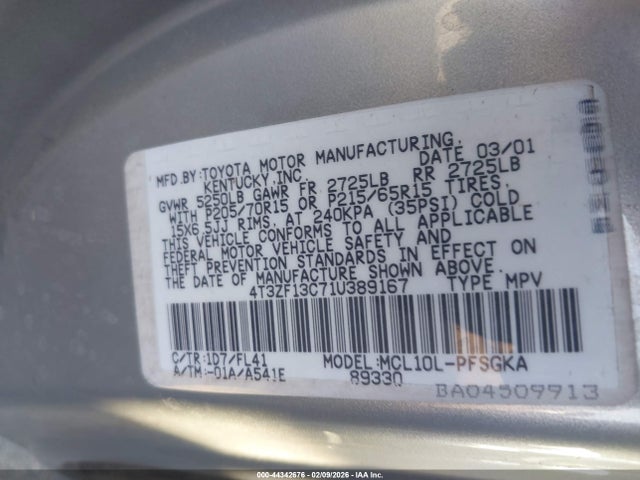 MFD.BY:TOYOTA MOTOR MANUFACTURING,
KENTUCKY,INC. DATE 03/01
GVWR 5250LB GAWR FR 2725LB RR 2725LB
WITH P205/70R15 OR P215/65R15 TIRES,
15X6.5JJ RIMS, AT 240KPA (35PSI) COLD
THIS VEHICLE CONFORMS TO ALL APPLICABLE
FEDERAL MOTOR VEHICLE SAFETY AND
THEFT PREVENTION STANDARDS IN EFFECT ON
THE DATE OF MANUFACTURE SHOWN ABOVE.
4T3ZF13C71U389167 TYPE MPV
C/TR:1D7/FL41 MODEL:MCL10L-PFSGKA
A/TM:-01A/A541E 89330
BA04509913
000-44342676 - 02/09/2026 - IAA Inc.